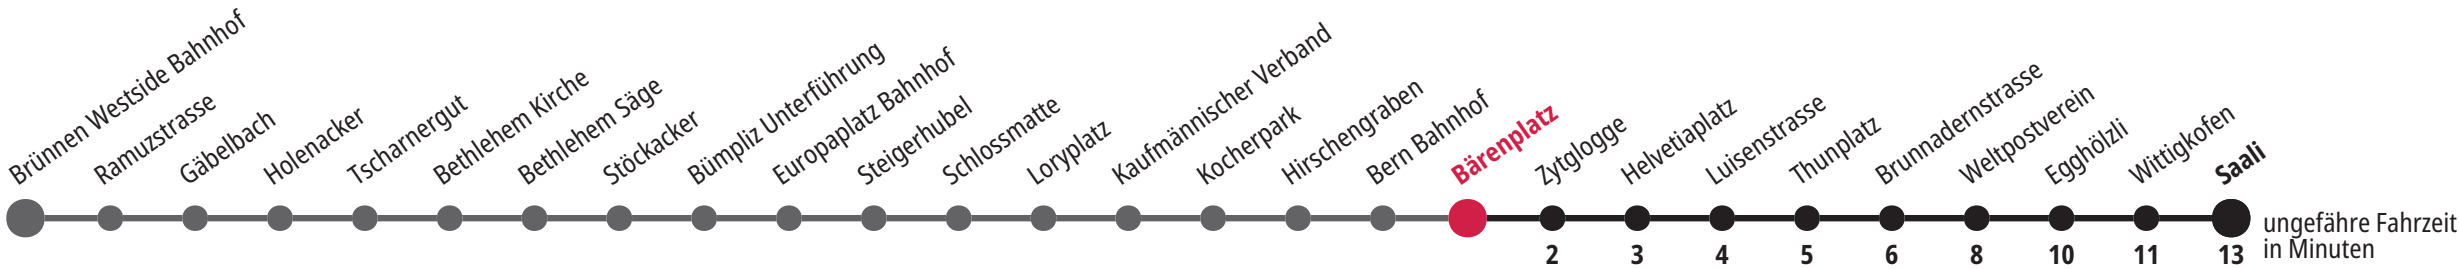 Brünnen Westside Bahnhof
Ramuzstrasse
Gäbelbach
Holenacker
Tscharnergut
Bethlehem Kirche
Bethlehem Säge
Stöckacker
Bümpliz Unterführung
Europaplatz Bahnhof
Steigerhubel
Schlossmatte
Loryplatz
Kaufmännischer Verband
Kocherpark
Hirschengraben
Bern Bahnhof
Bärenplatz
Zytglogge
Helvetiaplatz
Luisenstrasse
Thunplatz
Brunnadernstrasse
Weltpostverein
Egghölzli
Wittigkofen
Saali
2 3 4 5 6 8 10 11 13
ungefähre Fahrzeit
in Minuten